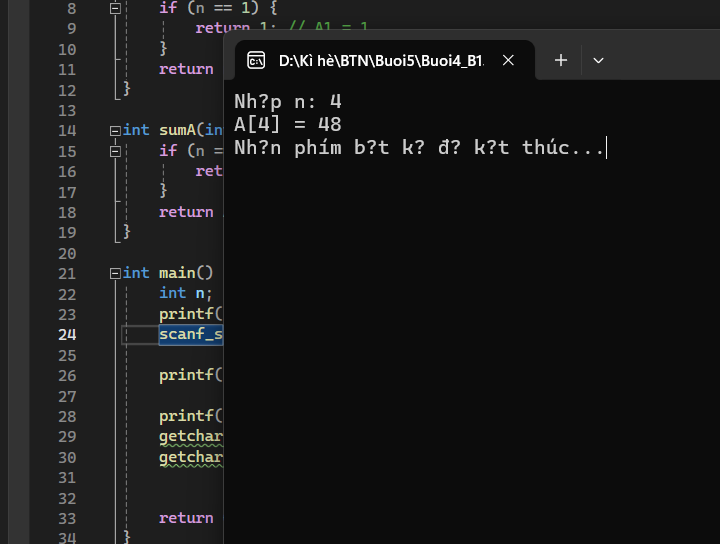 8 if (n == 1) {
9 return 1; // A1 = 1
10 }
11 return
12 }
13
14 int sumA(int
15 if (n =
16 ret
17 }
18 return
19 }
20
21 int main()
22 int n;
23 printf(
24 scanf_s
25
26 printf(
27
28 printf(
29 getchar
30 getchar
31
32
33 return
34 }
D:\Kì hè\BTN\Buoi5\Buoi4_B1.
Nh?p n: 4
A[4] = 48
Nh?n phím b?t k? đ? k?t thúc...